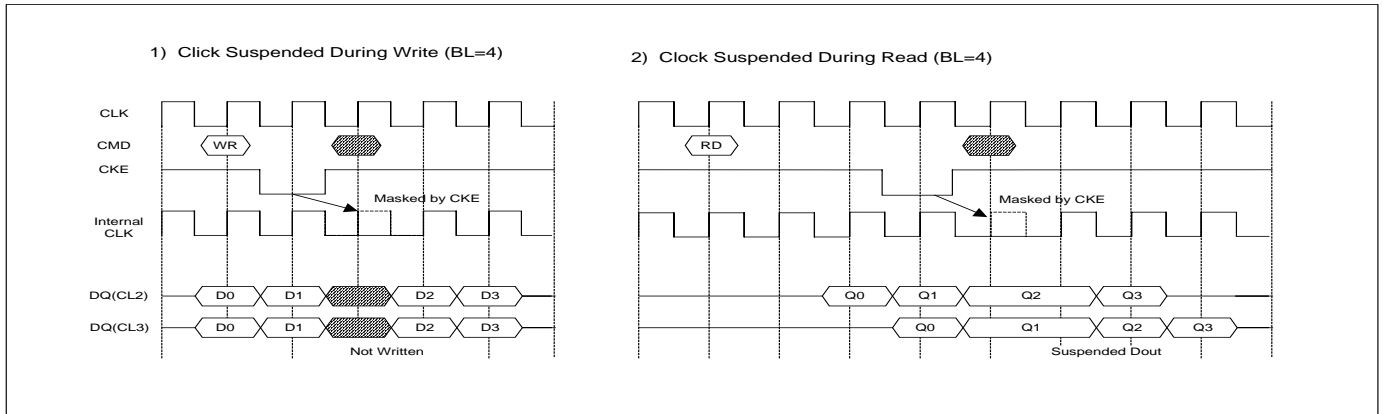 1) Click Suspended During Write (BL=4)
2) Clock Suspended During Read (BL=4)
CLK
CMD
WR
CKE
Masked by CKE
Internal
CLK
DQ(CL2)
D0 D1 D2 D3
DQ(CL3)
D0 D1 D2 D3
Not Written
RD
Masked by CKE
Q0 Q1 Q2 Q3
Q0 Q1 Q2 Q3
Suspended Dout